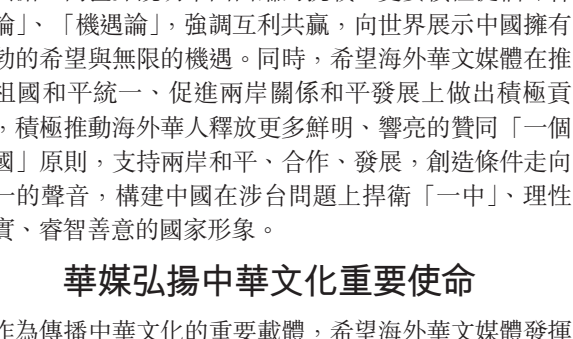 論」、「機遇論」，強調互利共赢，向世界展示中國擁有
勃的希望與無限的機遇。同時，希望海外華文媒體在推
祖國和平統一、促進兩岸關係和平發展上做出積極貢
，積極推動海外華人釋放更多鮮明、響亮的贊同「一個
國」原則，支持兩岸和平、合作、發展，創造條件走向
一的聲音，構建中國在涉台問題上捍衛「一中」、理性
實、睿智善意的國家形象。
華媒弘揚中華文化重要使命
作為傳播中華文化的重要載體，希望海外華文媒體發揮